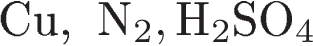 Cu, N₂, H₂SO₄